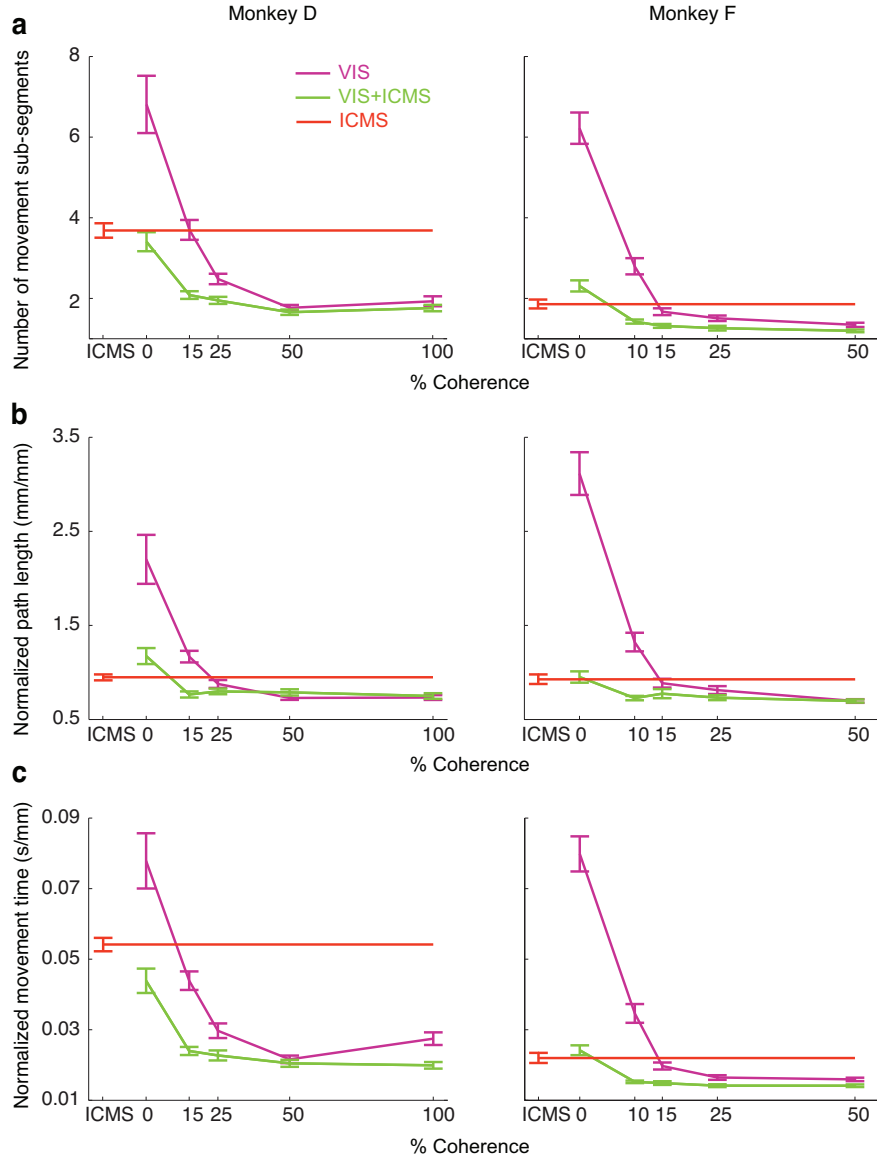 Monkey D
Monkey F
a
Number of movement sub-segments
8
6
4
2
VIS
VIS+ICMS
ICMS
ICMS 0 15 25 50 100
% Coherence
ICMS 0 10 15 25 50
% Coherence
b
Normalized path length (mm/mm)
3.5
2.5
1.5
0.5
ICMS 0 15 25 50 100
% Coherence
ICMS 0 10 15 25 50
% Coherence
c
Normalized movement time (s/mm)
0.09
0.07
0.05
0.03
0.01
ICMS 0 15 25 50 100
% Coherence
ICMS 0 10 15 25 50
% Coherence